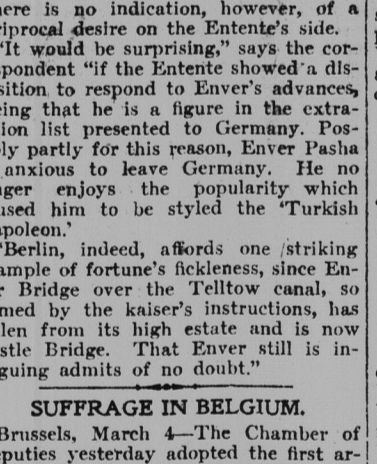 here is no indication, however, of a
ciprocal desire on the Entente's side.
"It would be surprising," says the cor-
spondent "if the Entente showed a dis-
sition to respond to Enver's advances,
eing that he is a figure in the extra-
ion list presented to Germany. Pos-
ly partly for this reason, Enver Pasha
anxious to leave Germany. He no
nger enjoys the popularity which
used him to be styled the 'Turkish
apoleon.'
"Berlin, indeed, affords one striking
ample of fortune's fickleness, since En-
r Bridge over the Telltow canal, so
med by the kaiser's instructions, has
len from its high estate and is now
stle Bridge. That Enver still is in-
guing admits of no doubt."
SUFFRAGE IN BELGIUM.
Brussels, March 4—The Chamber of
eputies yesterday adopted the first ar-